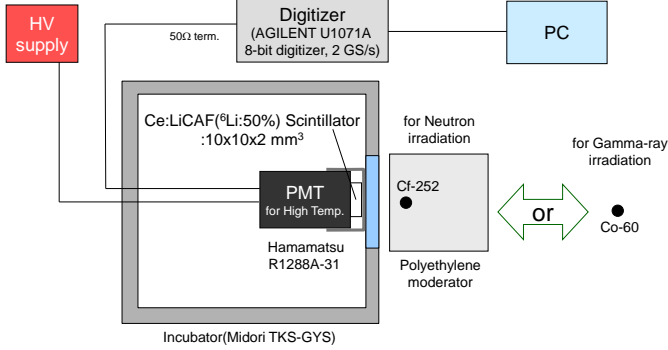 HV
supply
50Ω term.
Digitizer
(AGILENT U1071A
8-bit digitizer, 2 GS/s)
PC
Ce:LiCAF(⁶Li:50%) Scintillator
:10x10x2 mm³
for Neutron
irradiation
for Gamma-ray
irradiation
PMT
for High Temp.
Cf-252
or
Co-60
Hamamatsu
R1288A-31
Polyethylene
moderator
Incubator(Midori TKS-GYS)